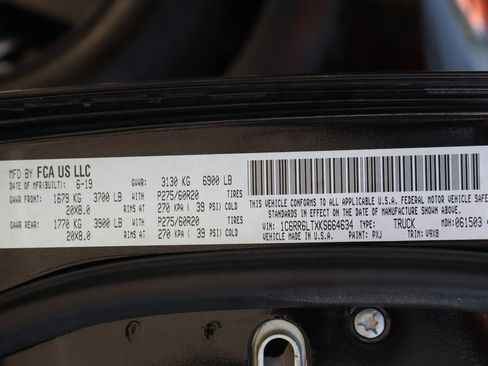 MFD BY FCA US LLC
DATE OF MFR(BUILT): 6-19 GVWR: 3130 KG 6900 LB
GAWR FRONT: 1679 KG 3700 LB WITH P275/60R20 TIRES
20X8.0 RIMS AT 270 KPA ( 39 PSI) COLD
GAWR REAR: 1770 KG 3900 LB WITH P275/60R20 TIRES
20X8.0 RIMS AT 270 KPA ( 39 PSI) COLD
THIS VEHICLE CONFORMS TO ALL APPLICABLE U.S.A. FEDERAL MOTOR VEHICLE SAFE
STANDARDS IN EFFECT ON THE DATE OF MANUFACTURE SHOWN ABOVE.
VIN: 1C6RR6LTXKS664634 TYPE: TRUCK MDH: 061503
VEHICLE MADE IN U.S.A. PAINT: PXJ TRIM: V9X8